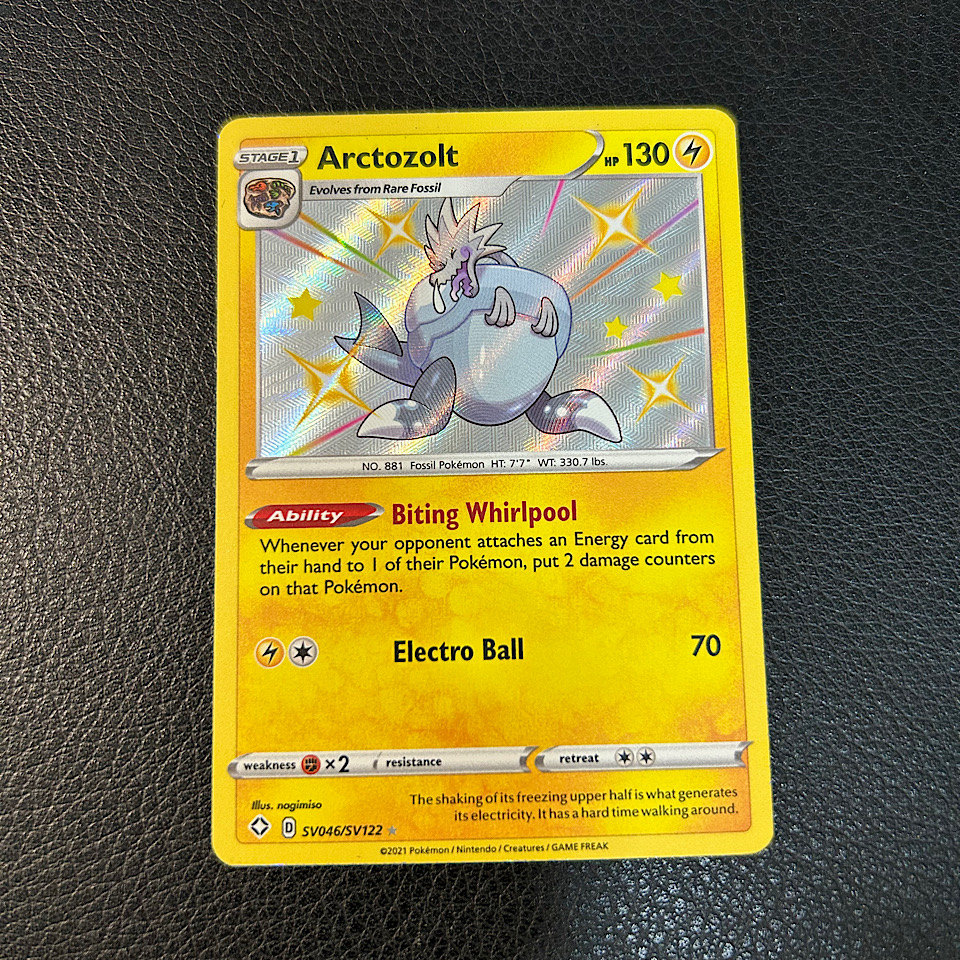 STAGE 1 Arctozolt HP 130
Evolves from Rare Fossil
NO. 881 Fossil Pokémon HT: 7'7" WT: 330.7 lbs.
Ability Biting Whirlpool
Whenever your opponent attaches an Energy card from
their hand to 1 of their Pokémon, put 2 damage counters
on that Pokémon.
Electro Ball 70
weakness ×2 resistance retreat
Illus. nagimiso
The shaking of its freezing upper half is what generates
its electricity. It has a hard time walking around.
D SV046/SV122 ★
©2021 Pokémon / Nintendo / Creatures / GAME FREAK